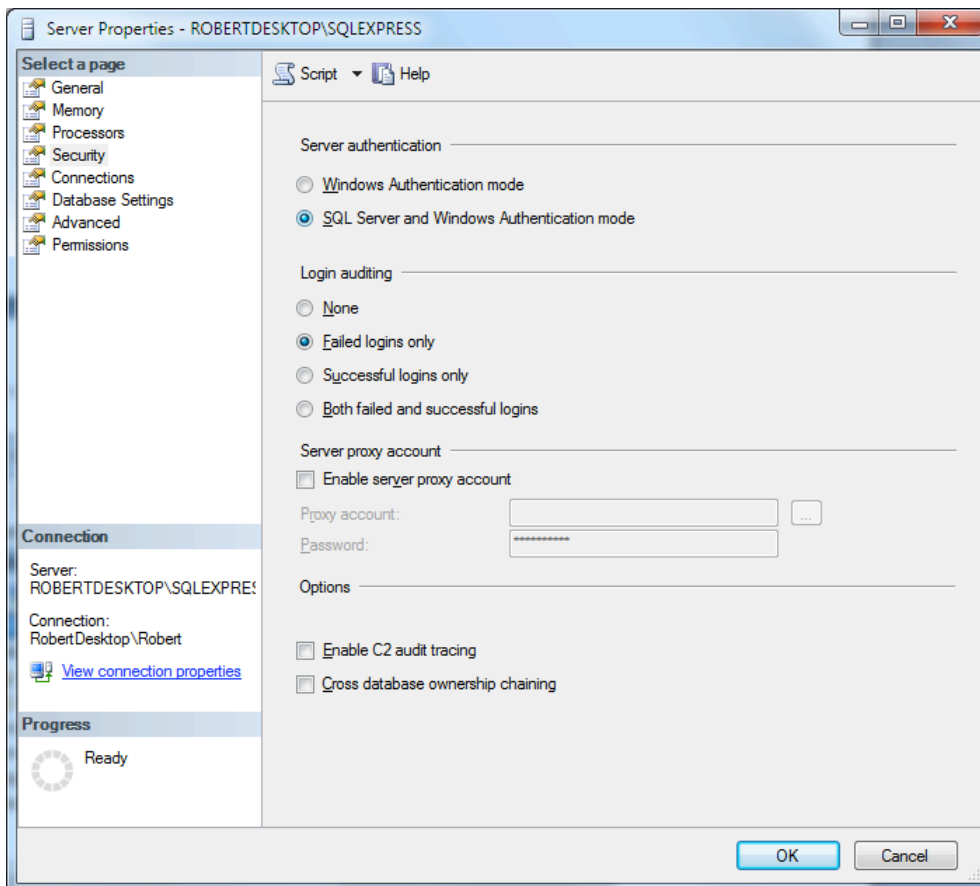 Server Properties - ROBERTDESKTOP\SQLEXPRESS
Select a page
General
Memory
Processors
Security
Connections
Database Settings
Advanced
Permissions
Script
Help
Server authentication
Windows Authentication mode
SQL Server and Windows Authentication mode
Login auditing
None
Failed logins only
Successful logins only
Both failed and successful logins
Server proxy account
Enable server proxy account
Proxy account:
...
Password:
**********
Options
Enable C2 audit tracing
Cross database ownership chaining
Connection
Server:
ROBERTDESKTOP\SQLEXPRES
Connection:
RobertDesktop\Robert
View connection properties
Progress
Ready
OK
Cancel